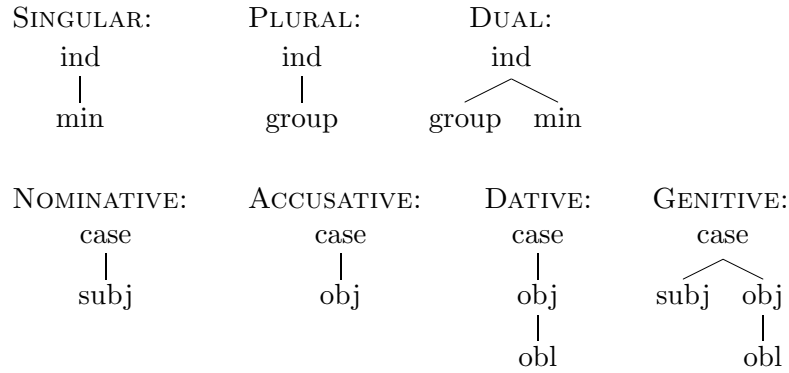 SINGULAR: PLURAL: DUAL:
ind ind ind
min group group min
NOMINATIVE: ACCUSATIVE: DATIVE: GENITIVE:
case case case case
subj obj obj subj obj
obl obl